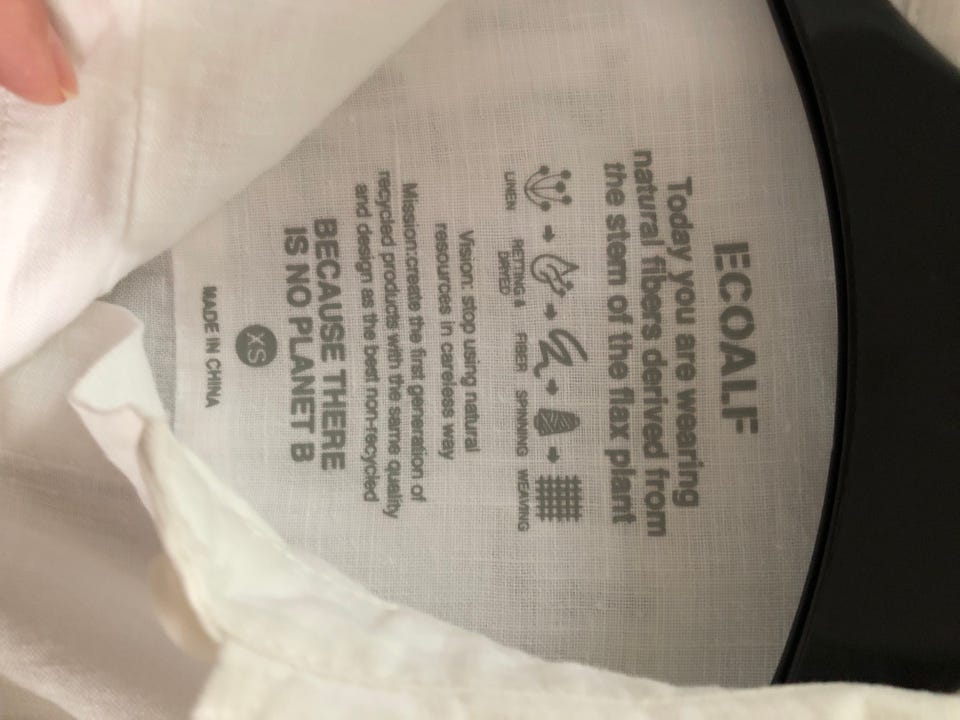 ECOALF
Today you are wearing
natural fibers derived from
the stem of the flax plant
LINEN RETTING & DRYED FIBER SPINNING WEAVING
Vision: stop using natural
resources in careless way
Mission:create the first generation of
recycled products with the same quality
and design as the best non-recycled
BECAUSE THERE
IS NO PLANET B
XS
MADE IN CHINA